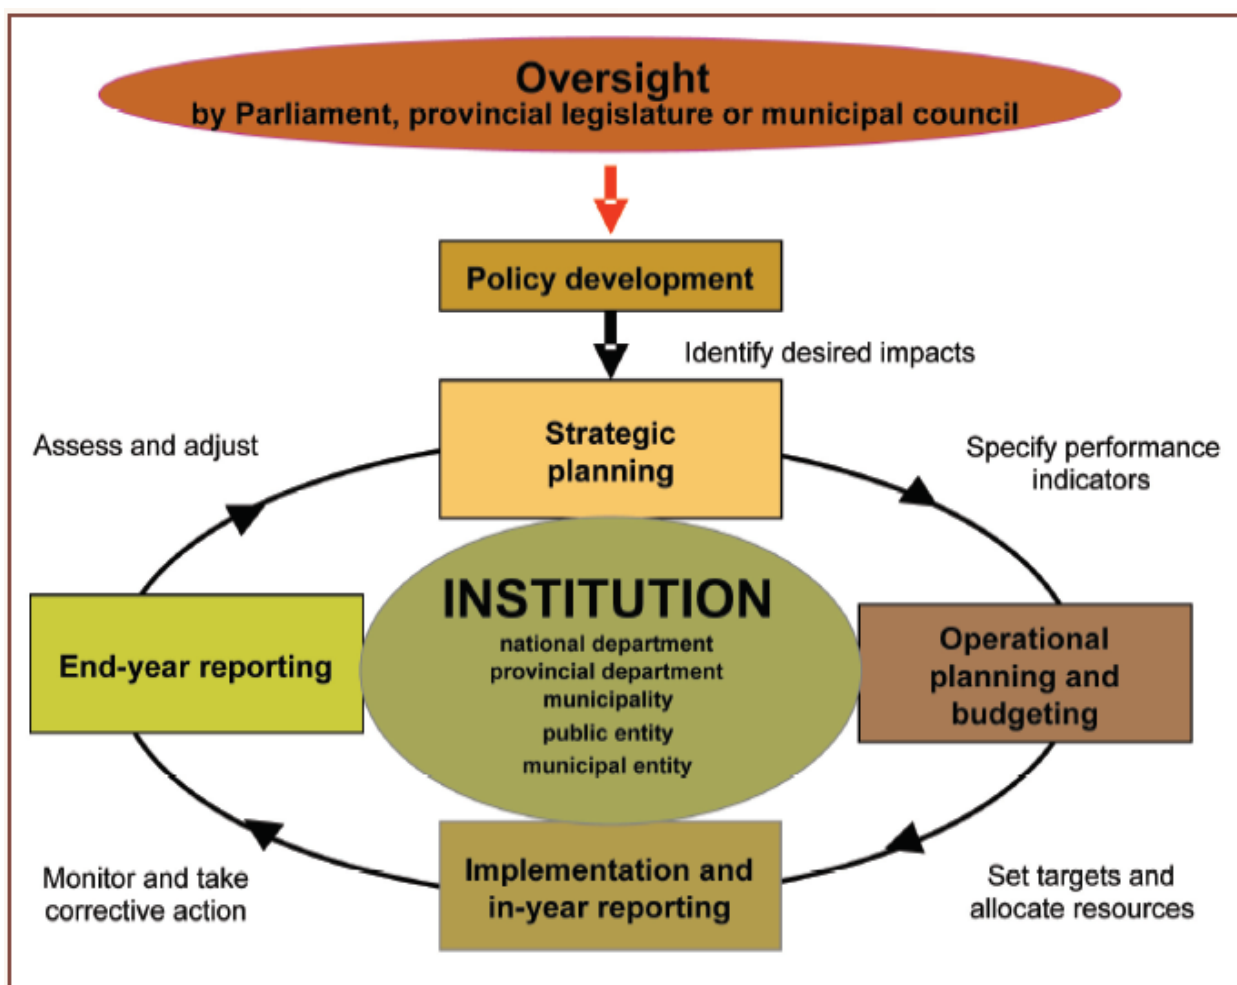 Oversight
by Parliament, provincial legislature or municipal council
Policy development
Identify desired impacts
Strategic
planning
Assess and adjust
Specify performance
indicators
INSTITUTION
national department
provincial department
municipality
public entity
municipal entity
End-year reporting
Operational
planning and
budgeting
Implementation and
in-year reporting
Monitor and take
corrective action
Set targets and
allocate resources